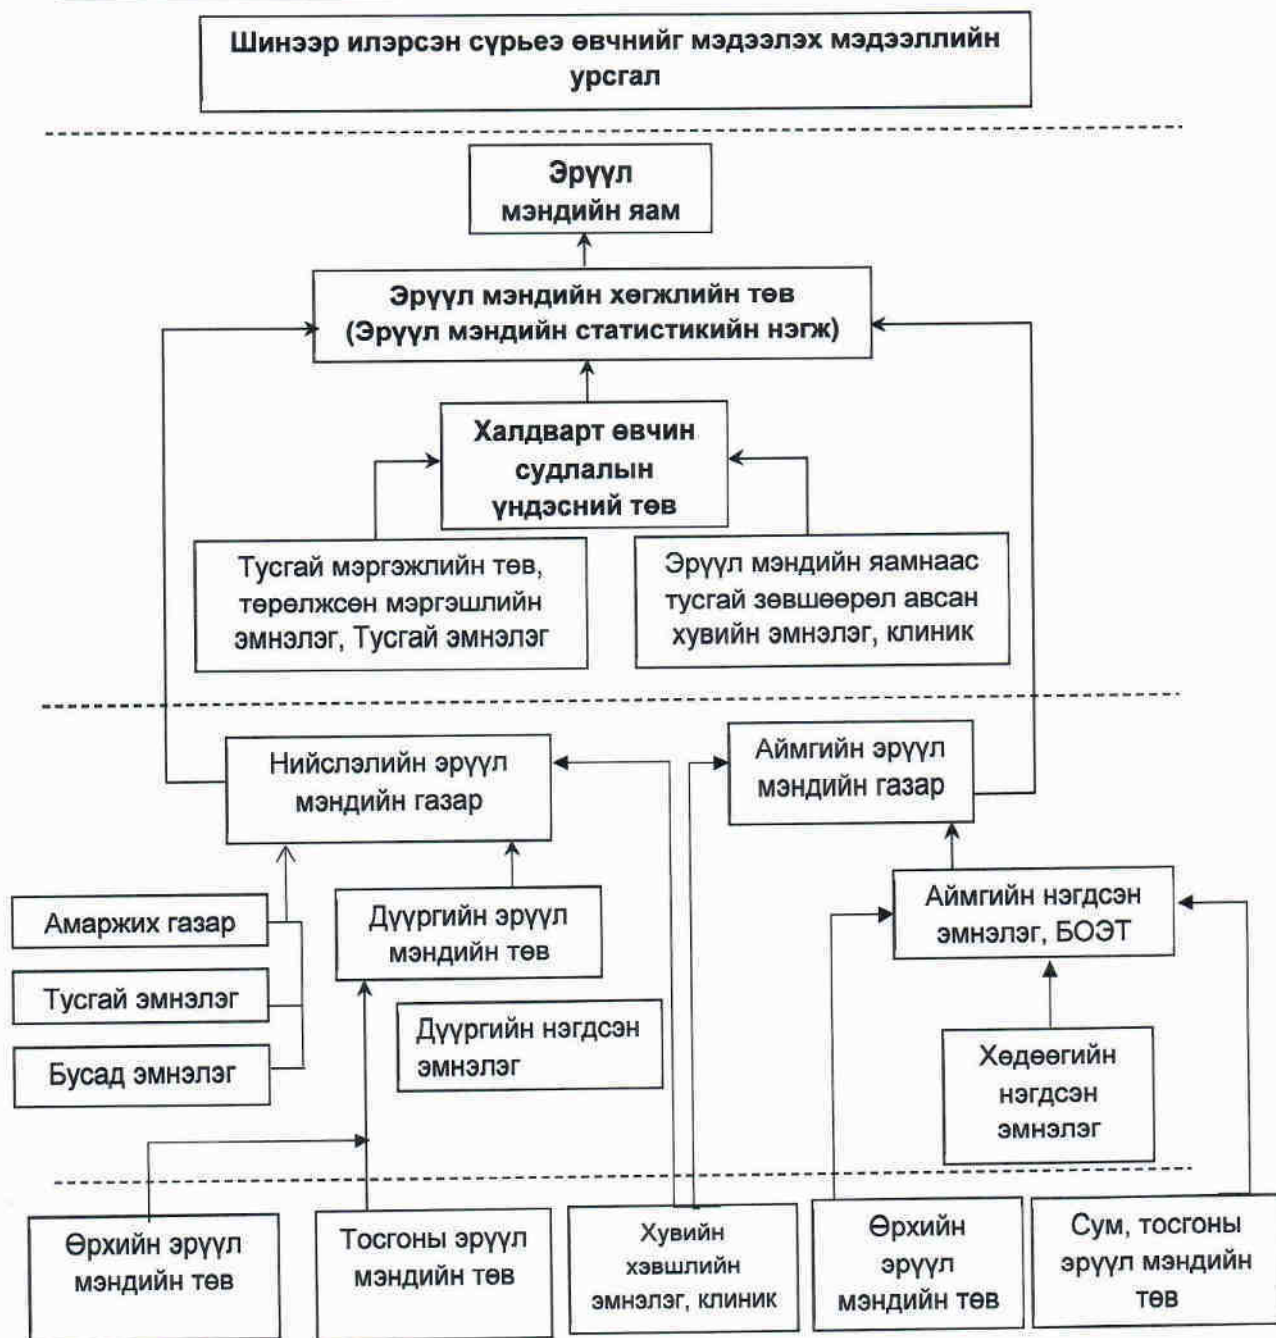 Шинээр илэрсэн сүрьеэ өвчнийг мэдээлэх мэдээллийн
урсгал
Эрүүл
мэндийн яам
Эрүүл мэндийн хөгжлийн төв
(Эрүүл мэндийн статистикийн нэгж)
Халдварт өвчин
судлалын
үндэсний төв
Тусгай мэргэжлийн төв,
төрөлжсөн мэргэшлийн
эмнэлэг, Тусгай эмнэлэг
Эрүүл мэндийн яамнаас
тусгай зөвшөөрөл авсан
хувийн эмнэлэг, клиник
Нийслэлийн эрүүл
мэндийн газар
Аймгийн эрүүл
мэндийн газар
Амаржих газар
Тусгай эмнэлэг
Бусад эмнэлэг
Дүүргийн эрүүл
мэндийн төв
Дүүргийн нэгдсэн
эмнэлэг
Аймгийн нэгдсэн
эмнэлэг, БОЭТ
Хөдөөгийн
нэгдсэн
эмнэлэг
Өрхийн эрүүл
мэндийн төв
Тосгоны эрүүл
мэндийн төв
Хувийн
хэвшлийн
эмнэлэг, клиник
Өрхийн
эрүүл
мэндийн төв
Сум, тосгоны
эрүүл мэндийн
төв